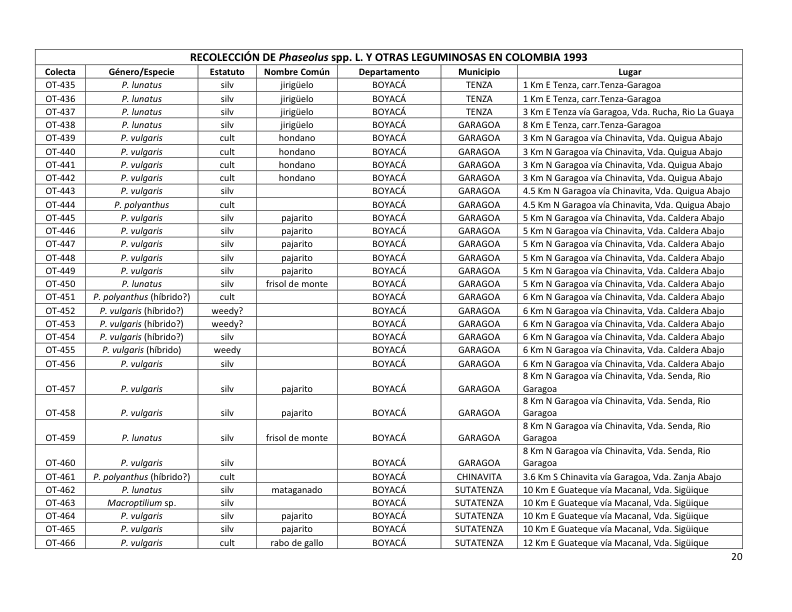 RECOLECCIÓN DE Phaseolus spp. L. Y OTRAS LEGUMINOSAS EN COLOMBIA 1993
Colecta Género/Especie Estatuto Nombre Común Departamento Municipio Lugar
OT-435 P. lunatus silv jirigüelo BOYACÁ TENZA 1 Km E Tenza, carr.Tenza-Garagoa
OT-436 P. lunatus silv jirigüelo BOYACÁ TENZA 1 Km E Tenza, carr.Tenza-Garagoa
OT-437 P. lunatus silv jirigüelo BOYACÁ TENZA 3 Km E Tenza vía Garagoa, Vda. Rucha, Rio La Guaya
OT-438 P. lunatus silv jirigüelo BOYACÁ GARAGOA 8 Km E Tenza, carr.Tenza-Garagoa
OT-439 P. vulgaris cult hondano BOYACÁ GARAGOA 3 Km N Garagoa vía Chinavita, Vda. Quigua Abajo
OT-440 P. vulgaris cult hondano BOYACÁ GARAGOA 3 Km N Garagoa vía Chinavita, Vda. Quigua Abajo
OT-441 P. vulgaris cult hondano BOYACÁ GARAGOA 3 Km N Garagoa vía Chinavita, Vda. Quigua Abajo
OT-442 P. vulgaris cult hondano BOYACÁ GARAGOA 3 Km N Garagoa vía Chinavita, Vda. Quigua Abajo
OT-443 P. vulgaris silv BOYACÁ GARAGOA 4.5 Km N Garagoa vía Chinavita, Vda. Quigua Abajo
OT-444 P. polyanthus cult BOYACÁ GARAGOA 4.5 Km N Garagoa vía Chinavita, Vda. Quigua Abajo
OT-445 P. vulgaris silv pajarito BOYACÁ GARAGOA 5 Km N Garagoa vía Chinavita, Vda. Caldera Abajo
OT-446 P. vulgaris silv pajarito BOYACÁ GARAGOA 5 Km N Garagoa vía Chinavita, Vda. Caldera Abajo
OT-447 P. vulgaris silv pajarito BOYACÁ GARAGOA 5 Km N Garagoa vía Chinavita, Vda. Caldera Abajo
OT-448 P. vulgaris silv pajarito BOYACÁ GARAGOA 5 Km N Garagoa vía Chinavita, Vda. Caldera Abajo
OT-449 P. vulgaris silv pajarito BOYACÁ GARAGOA 5 Km N Garagoa vía Chinavita, Vda. Caldera Abajo
OT-450 P. lunatus silv frisol de monte BOYACÁ GARAGOA 5 Km N Garagoa vía Chinavita, Vda. Caldera Abajo
OT-451 P. polyanthus (híbrido?) cult BOYACÁ GARAGOA 6 Km N Garagoa vía Chinavita, Vda. Caldera Abajo
OT-452 P. vulgaris (híbrido?) weedy? BOYACÁ GARAGOA 6 Km N Garagoa vía Chinavita, Vda. Caldera Abajo
OT-453 P. vulgaris (híbrido?) weedy? BOYACÁ GARAGOA 6 Km N Garagoa vía Chinavita, Vda. Caldera Abajo
OT-454 P. vulgaris (híbrido?) silv BOYACÁ GARAGOA 6 Km N Garagoa vía Chinavita, Vda. Caldera Abajo
OT-455 P. vulgaris (híbrido) weedy BOYACÁ GARAGOA 6 Km N Garagoa vía Chinavita, Vda. Caldera Abajo
OT-456 P. vulgaris silv BOYACÁ GARAGOA 6 Km N Garagoa vía Chinavita, Vda. Caldera Abajo
8 Km N Garagoa vía Chinavita, Vda. Senda, Rio
OT-457 P. vulgaris silv pajarito BOYACÁ GARAGOA Garagoa
8 Km N Garagoa vía Chinavita, Vda. Senda, Rio
OT-458 P. vulgaris silv pajarito BOYACÁ GARAGOA Garagoa
8 Km N Garagoa vía Chinavita, Vda. Senda, Rio
OT-459 P. lunatus silv frisol de monte BOYACÁ GARAGOA Garagoa
8 Km N Garagoa vía Chinavita, Vda. Senda, Rio
OT-460 P. vulgaris silv BOYACÁ GARAGOA Garagoa
OT-461 P. polyanthus (híbrido?) cult BOYACÁ CHINAVITA 3.6 Km S Chinavita vía Garagoa, Vda. Zanja Abajo
OT-462 P. lunatus silv mataganado BOYACÁ SUTATENZA 10 Km E Guateque vía Macanal, Vda. Sigüique
OT-463 Macroptilium sp. silv BOYACÁ SUTATENZA 10 Km E Guateque vía Macanal, Vda. Sigüique
OT-464 P. vulgaris silv pajarito BOYACÁ SUTATENZA 10 Km E Guateque vía Macanal, Vda. Sigüique
OT-465 P. vulgaris silv pajarito BOYACÁ SUTATENZA 10 Km E Guateque vía Macanal, Vda. Sigüique
OT-466 P. vulgaris cult rabo de gallo BOYACÁ SUTATENZA 12 Km E Guateque vía Macanal, Vda. Sigüique
20